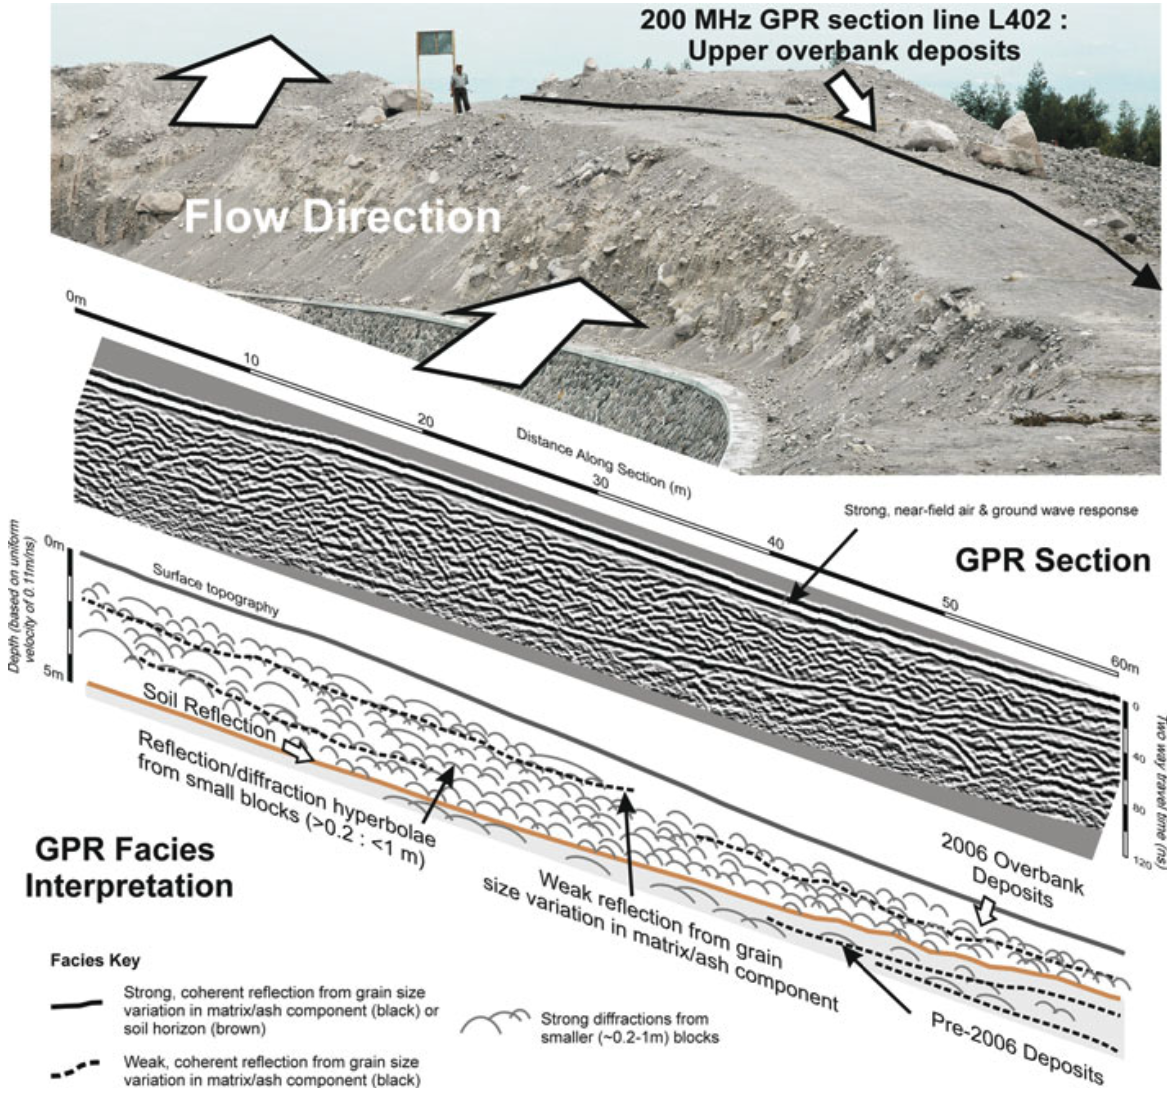 200 MHz GPR section line L402 :
Upper overbank deposits
Flow Direction
0m
10
20
Distance Along Section (m)
30
40
50
60m
Strong, near-field air & ground wave response
GPR Section
0
40
80
120
Two way travel time (ns)
Depth (based on uniform
velocity of 0.11m/ns)
0m
5m
Surface topography
Soil Reflection
Reflection/diffraction hyperbolae
from small blocks (>0.2 : <1 m)
Weak reflection from grain
size variation in matrix/ash component
2006 Overbank
Deposits
Pre-2006 Deposits
GPR Facies
Interpretation
Facies Key
Strong, coherent reflection from grain size
variation in matrix/ash component (black) or
soil horizon (brown)
Weak, coherent reflection from grain size
variation in matrix/ash component (black)
Strong diffractions from
smaller (~0.2-1m) blocks